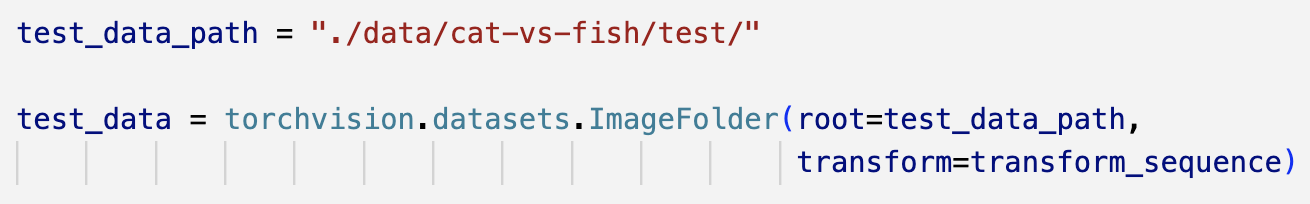 test_data_path = "./data/cat-vs-fish/test/"
test_data = torchvision.datasets.ImageFolder(root=test_data_path,
transform=transform_sequence)